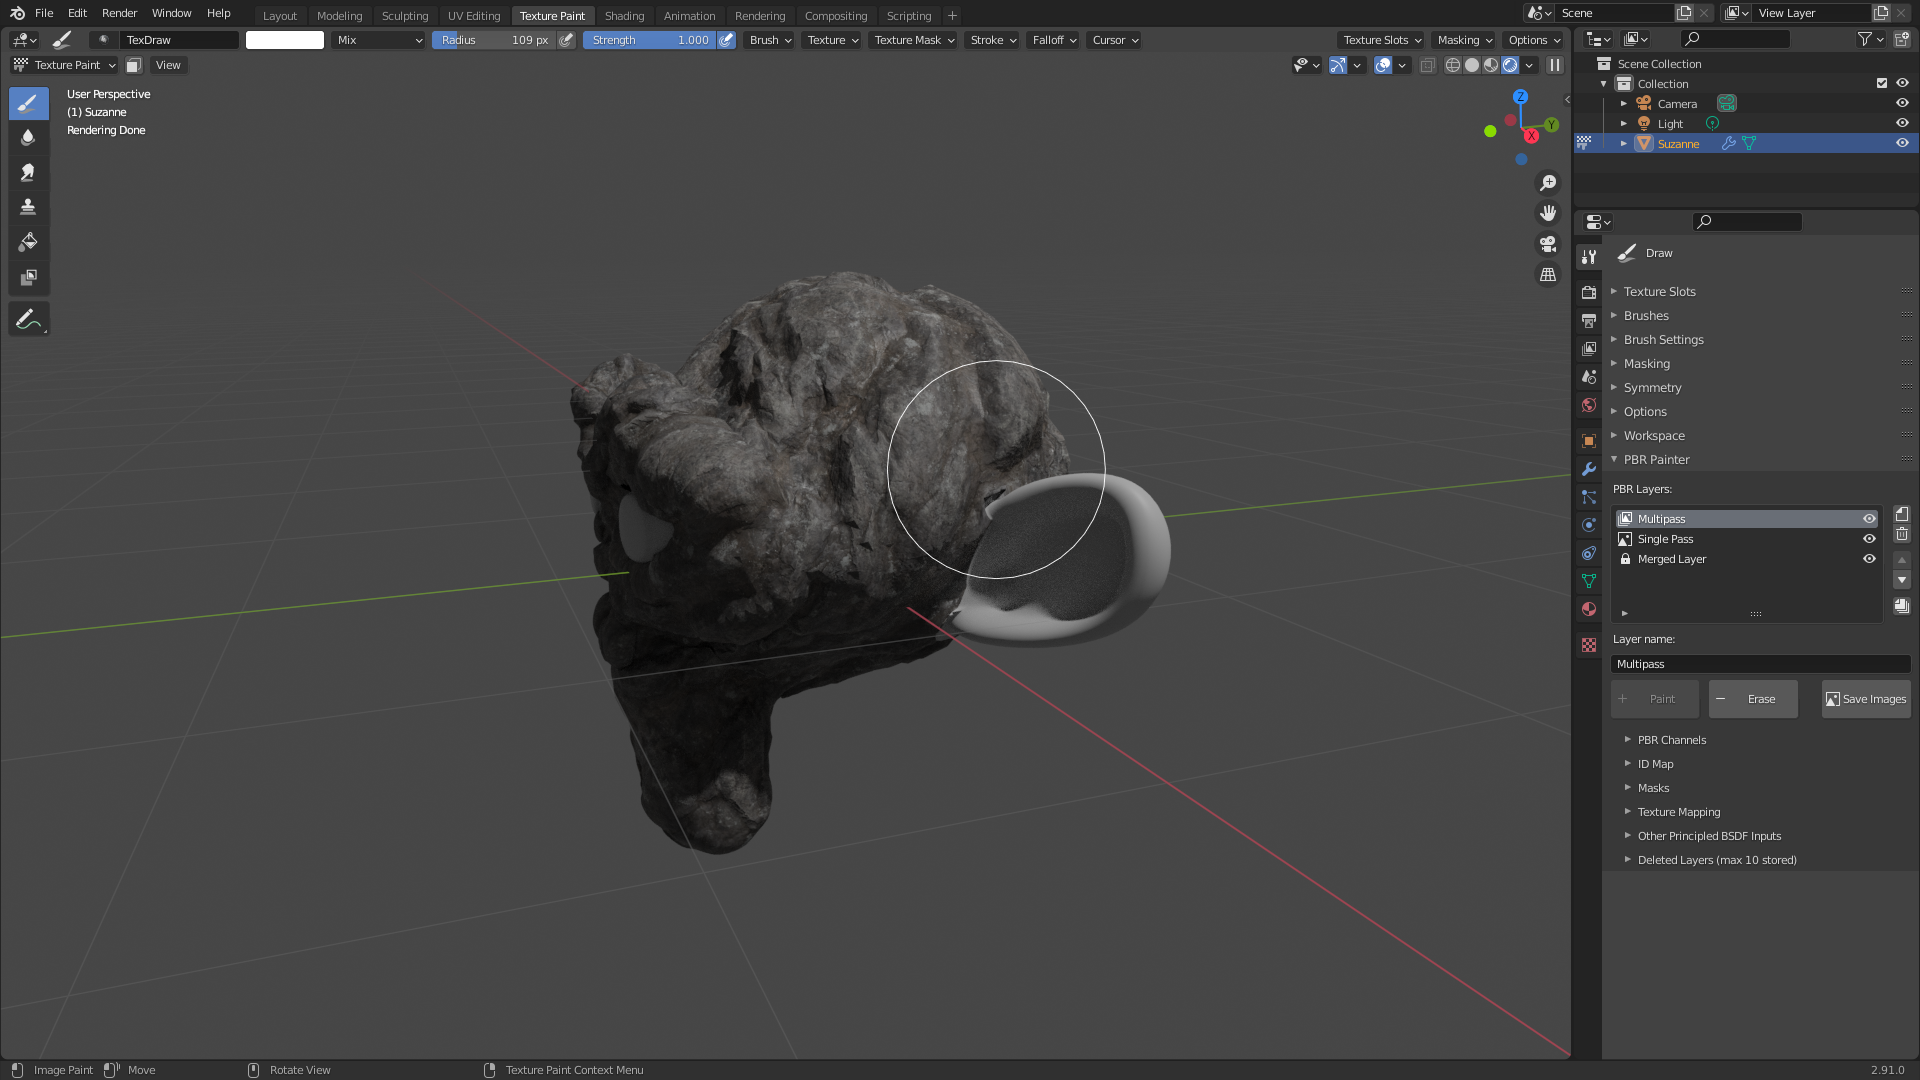 File Edit Render Window Help Layout Modeling Sculpting UV Editing Texture Paint Shading Animation Rendering Compositing Scripting Scene View Layer
TexDraw Mix Radius 109 px Strength 1.000 Brush Texture Texture Mask Stroke Falloff Cursor Texture Slots Masking Options
Texture Paint View
User Perspective
(1) Suzanne
Rendering Done
Z
Y
X
Scene Collection
Collection
Camera
Light
Suzanne
Draw
Texture Slots
Brushes
Brush Settings
Masking
Symmetry
Options
Workspace
PBR Painter
PBR Layers:
Multipass
Single Pass
Merged Layer
Layer name:
Multipass
Paint Erase Save Images
PBR Channels
ID Map
Masks
Texture Mapping
Other Principled BSDF Inputs
Deleted Layers (max 10 stored)
Image Paint Move Rotate View Texture Paint Context Menu 2.91.0